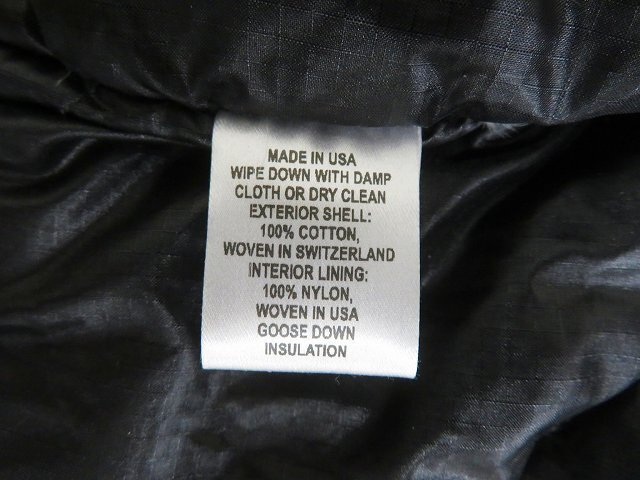 MADE IN USA
WIPE DOWN WITH DAMP
CLOTH OR DRY CLEAN
EXTERIOR SHELL:
100% COTTON,
WOVEN IN SWITZERLAND
INTERIOR LINING:
100% NYLON,
WOVEN IN USA
GOOSE DOWN
INSULATION